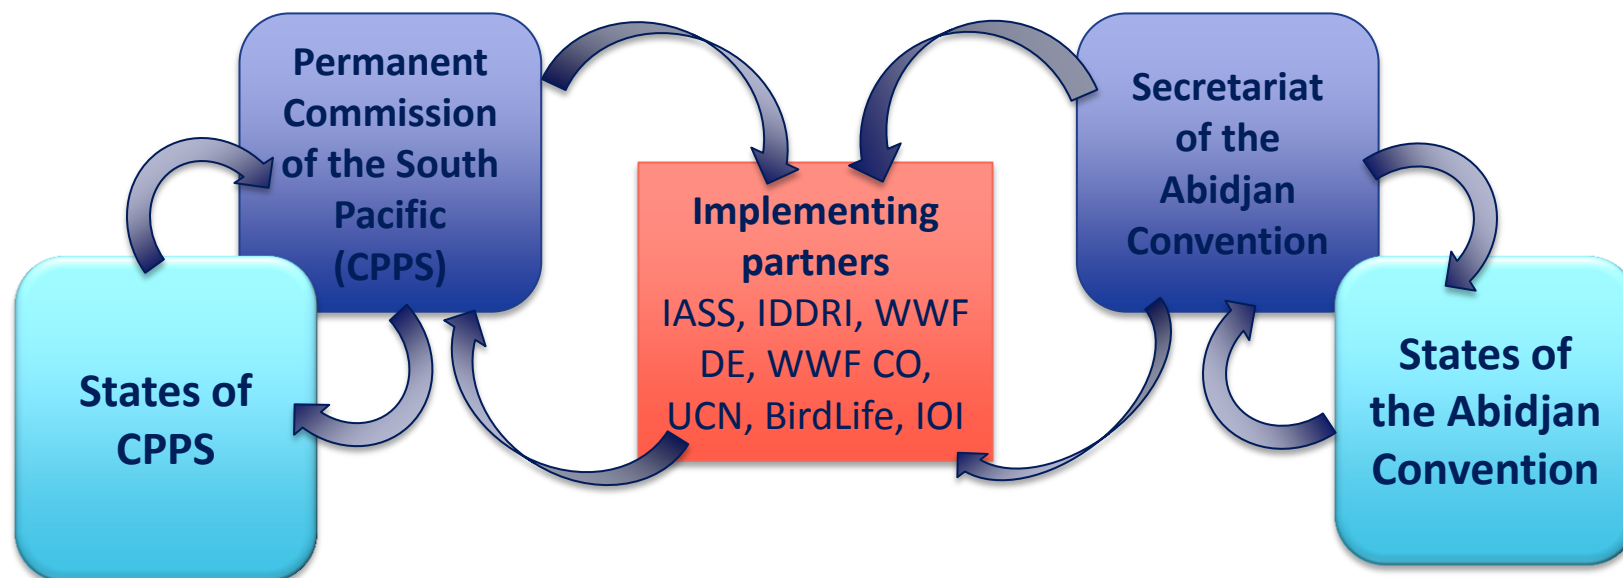 Permanent
Commission
of the South
Pacific
(CPPS)
States of
CPPS
Implementing
partners
IASS, IDDRI, WWF
DE, WWF CO,
UCN, BirdLife, IOI
Secretariat
of the
Abidjan
Convention
States of
the Abidjan
Convention